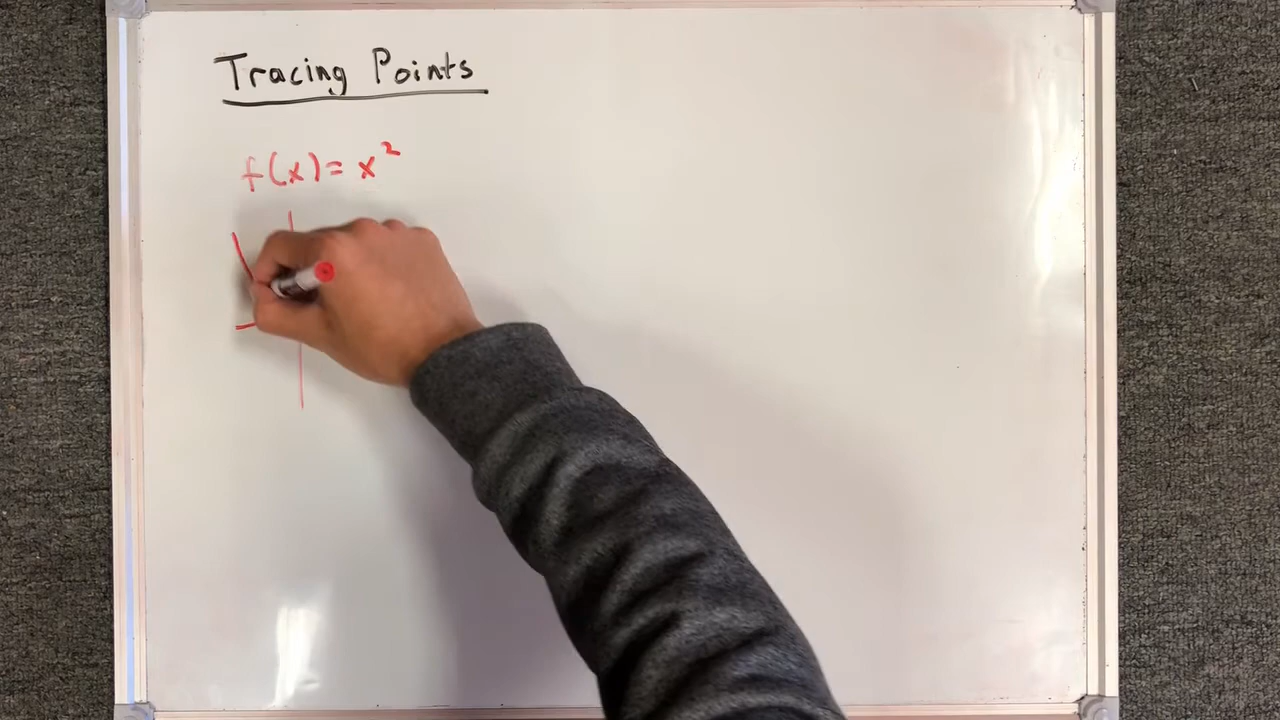 Tracing Points
f(x) = x²